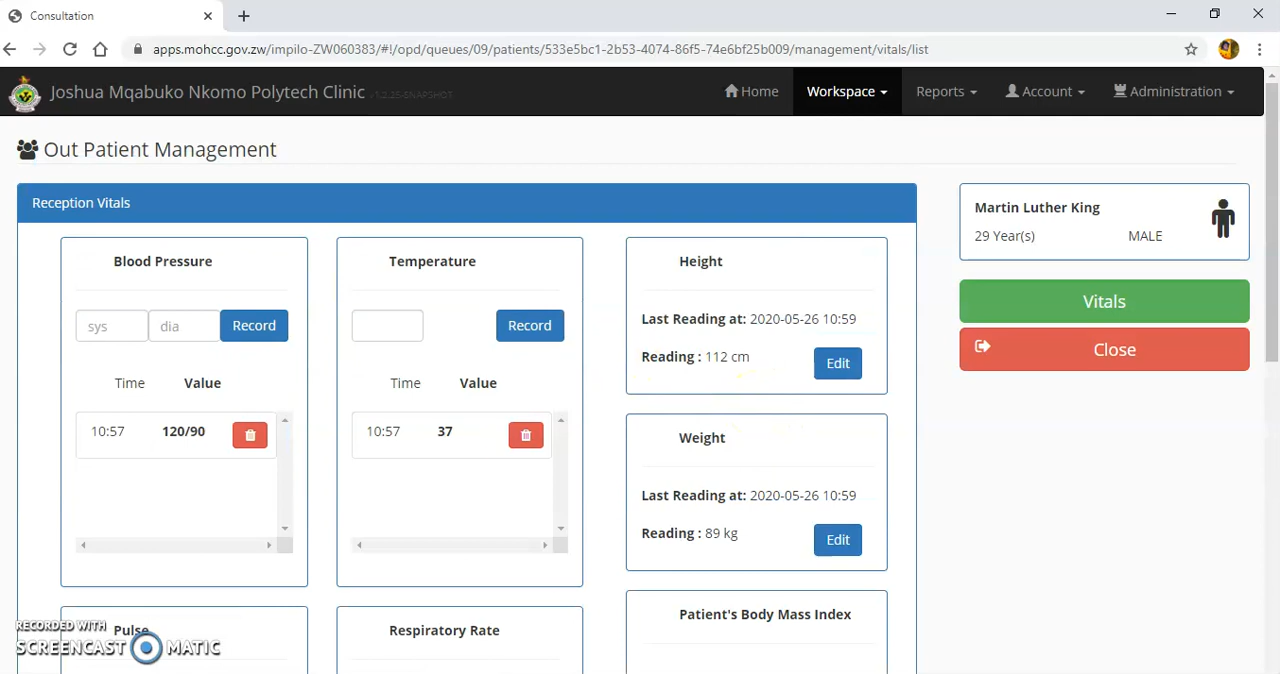 Consultation
apps.mohcc.gov.zw/impilo-ZW060383/#!/opd/queues/09/patients/533e5bc1-2b53-4074-86f5-74e6bf25b009/management/vitals/list
Joshua Mqabuko Nkomo Polytech Clinic v1.2.25-SNAPSHOT
Home
Workspace
Reports
Account
Administration
Out Patient Management
Reception Vitals
Blood Pressure
sys
dia
Record
Time Value
10:57 120/90
Temperature
Record
Time Value
10:57 37
Height
Last Reading at: 2020-05-26 10:59
Reading : 112 cm
Edit
Weight
Last Reading at: 2020-05-26 10:59
Reading : 89 kg
Edit
Pulse
Respiratory Rate
Patient's Body Mass Index
Martin Luther King
29 Year(s) MALE
Vitals
Close
RECORDED WITH
SCREENCAST MATIC